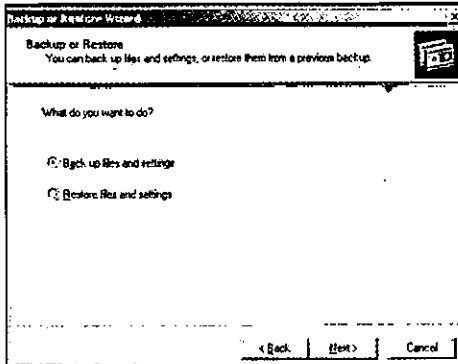 Backup or Restore Wizard
Backup or Restore
You can back up files and settings, or restore them from a previous backup.
What do you want to do?
Back up files and settings
Restore files and settings
< Back
Next >
Cancel